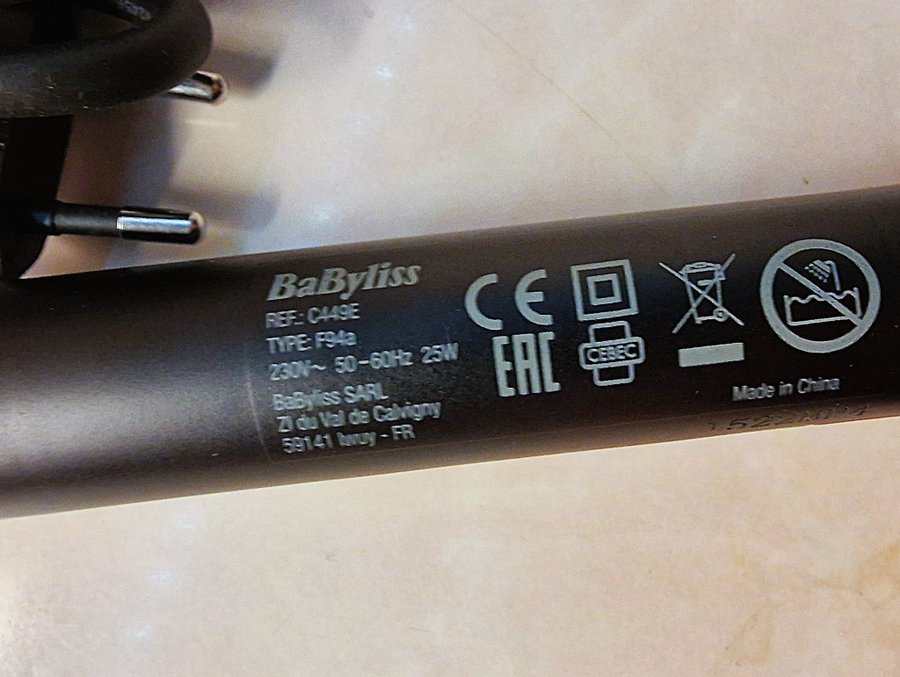 BaByliss
REF.: C449E
TYPE: F94a
230V~ 50-60Hz 25W
BaByliss SARL
ZI du Val de Calvigny
59141 Iwuy - FR
CE
EAC
CEBEC
Made in China